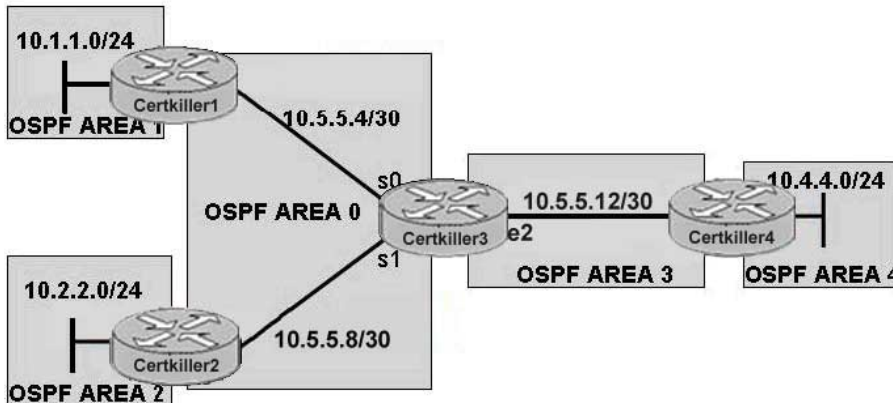 10.1.1.0/24
Certkiller1
OSPF AREA 1
10.5.5.4/30
s0
OSPF AREA 0
s1
10.5.5.8/30
Certkiller3
e2
10.5.5.12/30
OSPF AREA 3
Certkiller4
10.4.4.0/24
OSPF AREA 4
10.2.2.0/24
Certkiller2
OSPF AREA 2